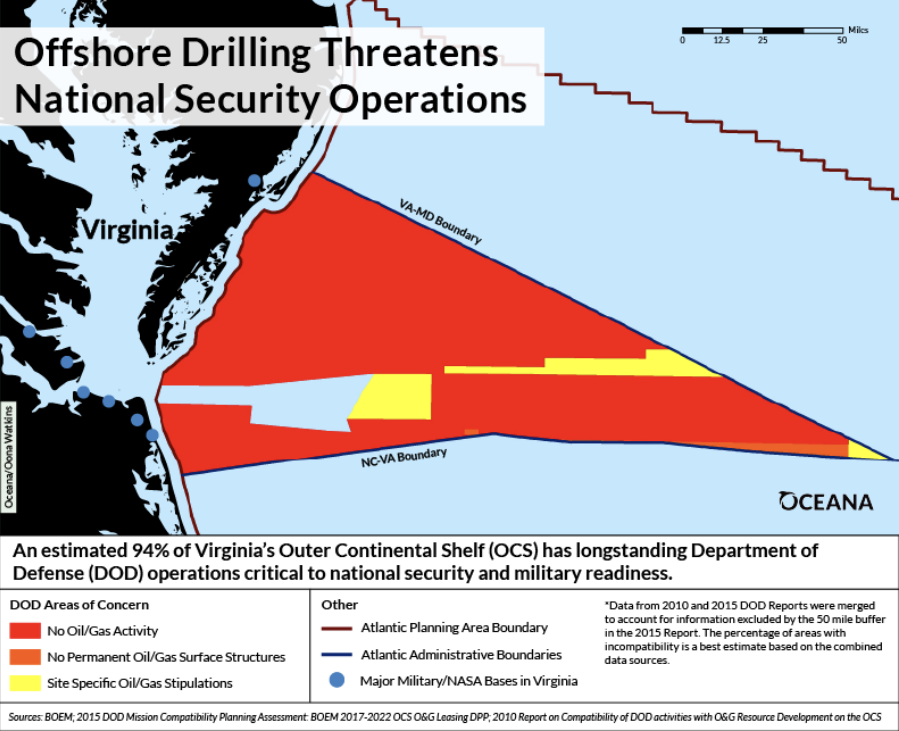 Offshore Drilling Threatens
National Security Operations
Miles
0 12.5 25 50
VA-MD Boundary
Virginia
NC-VA Boundary
Oceana/Oona Watkins
OCEANA
An estimated 94% of Virginia's Outer Continental Shelf (OCS) has longstanding Department of
Defense (DOD) operations critical to national security and military readiness.
DOD Areas of Concern
No Oil/Gas Activity
No Permanent Oil/Gas Surface Structures
Site Specific Oil/Gas Stipulations
Other
Atlantic Planning Area Boundary
Atlantic Administrative Boundaries
Major Military/NASA Bases in Virginia
*Data from 2010 and 2015 DOD Reports were merged
to account for information excluded by the 50 mile buffer
in the 2015 Report. The percentage of areas with
incompatibility is a best estimate based on the combined
data sources.
Sources: BOEM; 2015 DOD Mission Compatibility Planning Assessment: BOEM 2017-2022 OCS O&G Leasing DPP; 2010 Report on Compatibility of DOD activities with O&G Resource Development on the OCS